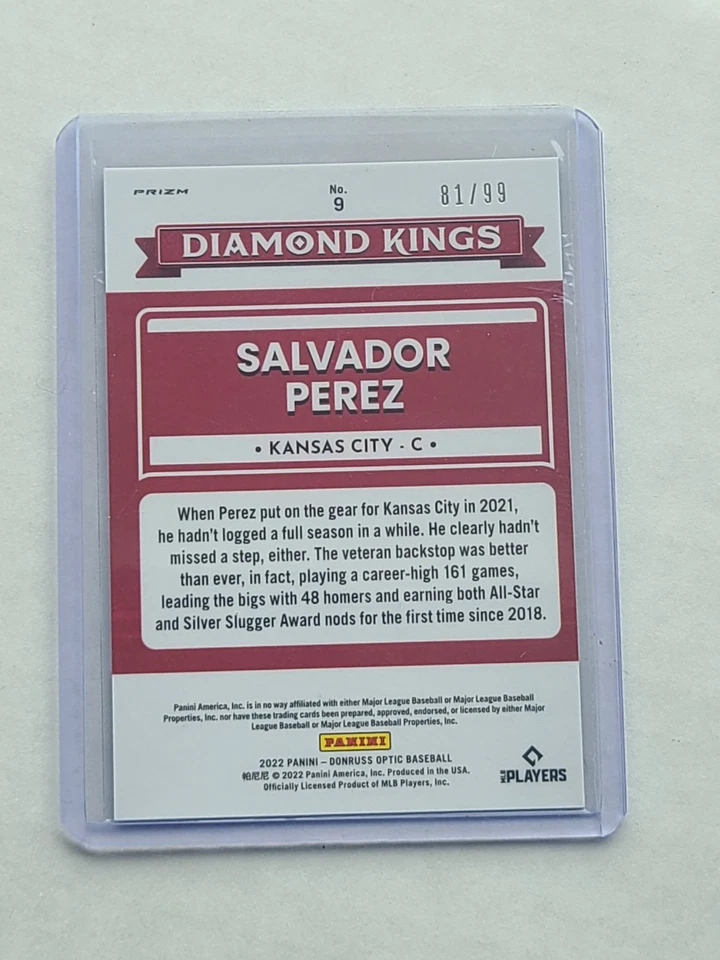 PRIZM
No.
9
81/99
DIAMOND KINGS
SALVADOR
PEREZ
• KANSAS CITY - C •
When Perez put on the gear for Kansas City in 2021,
he hadn't logged a full season in a while. He clearly hadn't
missed a step, either. The veteran backstop was better
than ever, in fact, playing a career-high 161 games,
leading the bigs with 48 homers and earning both All-Star
and Silver Slugger Award nods for the first time since 2018.
Panini America, Inc. is in no way affiliated with either Major League Baseball or Major League Baseball
Properties, Inc. nor have these trading cards been prepared, approved, endorsed, or licensed by either Major
League Baseball or Major League Baseball Properties, Inc.
PANINI
2022 PANINI – DONRUSS OPTIC BASEBALL
帕尼尼 © 2022 Panini America, Inc. Produced in the USA.
Officially Licensed Product of MLB Players, Inc.
MLB PLAYERS